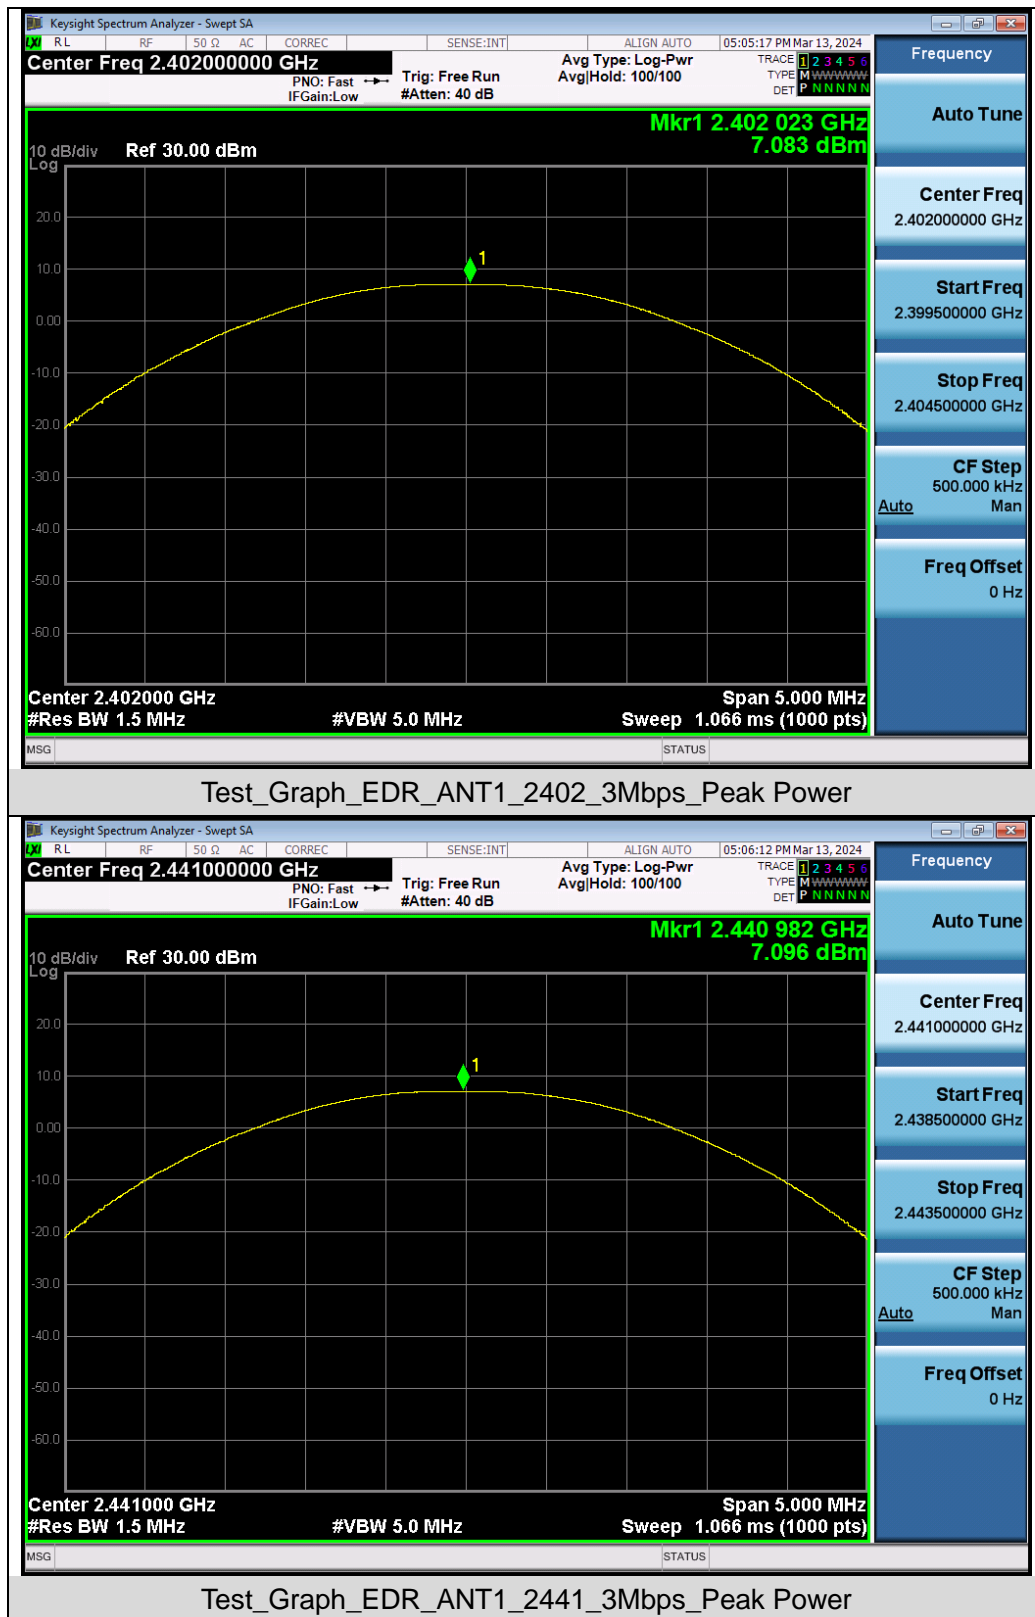 Keysight Spectrum Analyzer - Swept SA
LXI RL RF 50 Ω AC CORREC SENSE:INT ALIGN AUTO 05:05:17 PM Mar 13, 2024
Center Freq 2.402000000 GHz
PNO: Fast
IFGain:Low
Trig: Free Run
#Atten: 40 dB
Avg Type: Log-Pwr
Avg|Hold: 100/100
TRACE 1 2 3 4 5 6
TYPE M WWWWW
DET P N N N N N
Mkr1 2.402 023 GHz
7.083 dBm
10 dB/div Ref 30.00 dBm
Log
1
20.0
10.0
0.00
-10.0
-20.0
-30.0
-40.0
-50.0
-60.0
Center 2.402000 GHz Span 5.000 MHz
#Res BW 1.5 MHz #VBW 5.0 MHz Sweep 1.066 ms (1000 pts)
MSG STATUS
Frequency
Auto Tune
Center Freq
2.402000000 GHz
Start Freq
2.399500000 GHz
Stop Freq
2.404500000 GHz
CF Step
500.000 kHz
Auto Man
Freq Offset
0 Hz
Test_Graph_EDR_ANT1_2402_3Mbps_Peak Power
Keysight Spectrum Analyzer - Swept SA
LXI RL RF 50 Ω AC CORREC SENSE:INT ALIGN AUTO 05:06:12 PM Mar 13, 2024
Center Freq 2.441000000 GHz
PNO: Fast
IFGain:Low
Trig: Free Run
#Atten: 40 dB
Avg Type: Log-Pwr
Avg|Hold: 100/100
TRACE 1 2 3 4 5 6
TYPE M WWWWW
DET P N N N N N
Mkr1 2.440 982 GHz
7.096 dBm
10 dB/div Ref 30.00 dBm
Log
1
20.0
10.0
0.00
-10.0
-20.0
-30.0
-40.0
-50.0
-60.0
Center 2.441000 GHz Span 5.000 MHz
#Res BW 1.5 MHz #VBW 5.0 MHz Sweep 1.066 ms (1000 pts)
MSG STATUS
Frequency
Auto Tune
Center Freq
2.441000000 GHz
Start Freq
2.438500000 GHz
Stop Freq
2.443500000 GHz
CF Step
500.000 kHz
Auto Man
Freq Offset
0 Hz
Test_Graph_EDR_ANT1_2441_3Mbps_Peak Power